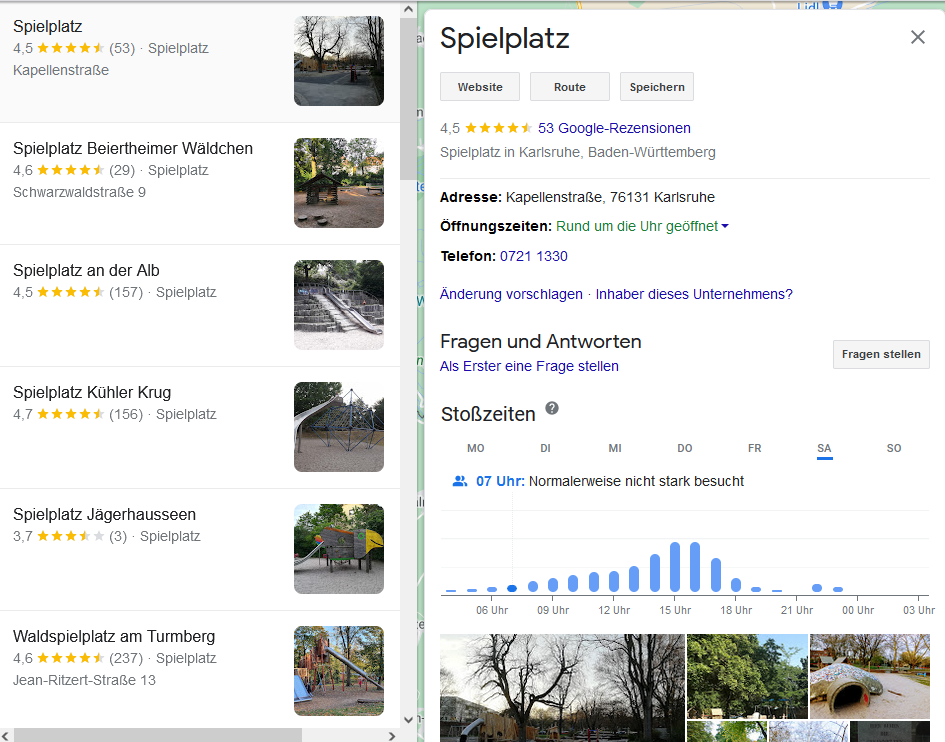 Spielplatz
4,5 (53) · Spielplatz
Kapellenstraße
Spielplatz Beiertheimer Wäldchen
4,6 (29) · Spielplatz
Schwarzwaldstraße 9
Spielplatz an der Alb
4,5 (157) · Spielplatz
Spielplatz Kühler Krug
4,7 (156) · Spielplatz
Spielplatz Jägerhausseen
3,7 (3) · Spielplatz
Waldspielplatz am Turmberg
4,6 (237) · Spielplatz
Jean-Ritzert-Straße 13
Lidl
Spielplatz
Website Route Speichern
4,5 53 Google-Rezensionen
Spielplatz in Karlsruhe, Baden-Württemberg
Adresse: Kapellenstraße, 76131 Karlsruhe
Öffnungszeiten: Rund um die Uhr geöffnet
Telefon: 0721 1330
Änderung vorschlagen · Inhaber dieses Unternehmens?
Fragen und Antworten
Als Erster eine Frage stellen
Fragen stellen
Stoßzeiten ?
MO DI MI DO FR SA SO
07 Uhr: Normalerweise nicht stark besucht
06 Uhr 09 Uhr 12 Uhr 15 Uhr 18 Uhr 21 Uhr 00 Uhr 03 Uhr